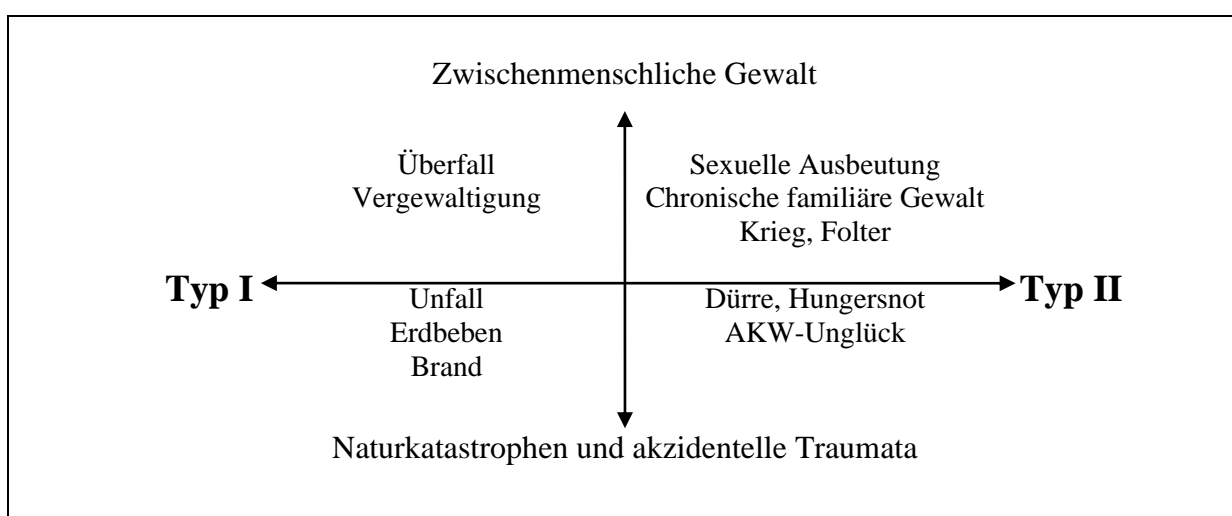 Zwischenmenschliche Gewalt
Überfall
Vergewaltigung
Sexuelle Ausbeutung
Chronische familiäre Gewalt
Krieg, Folter
Typ I
Typ II
Unfall
Erdbeben
Brand
Dürre, Hungersnot
AKW-Unglück
Naturkatastrophen und akzidentelle Traumata